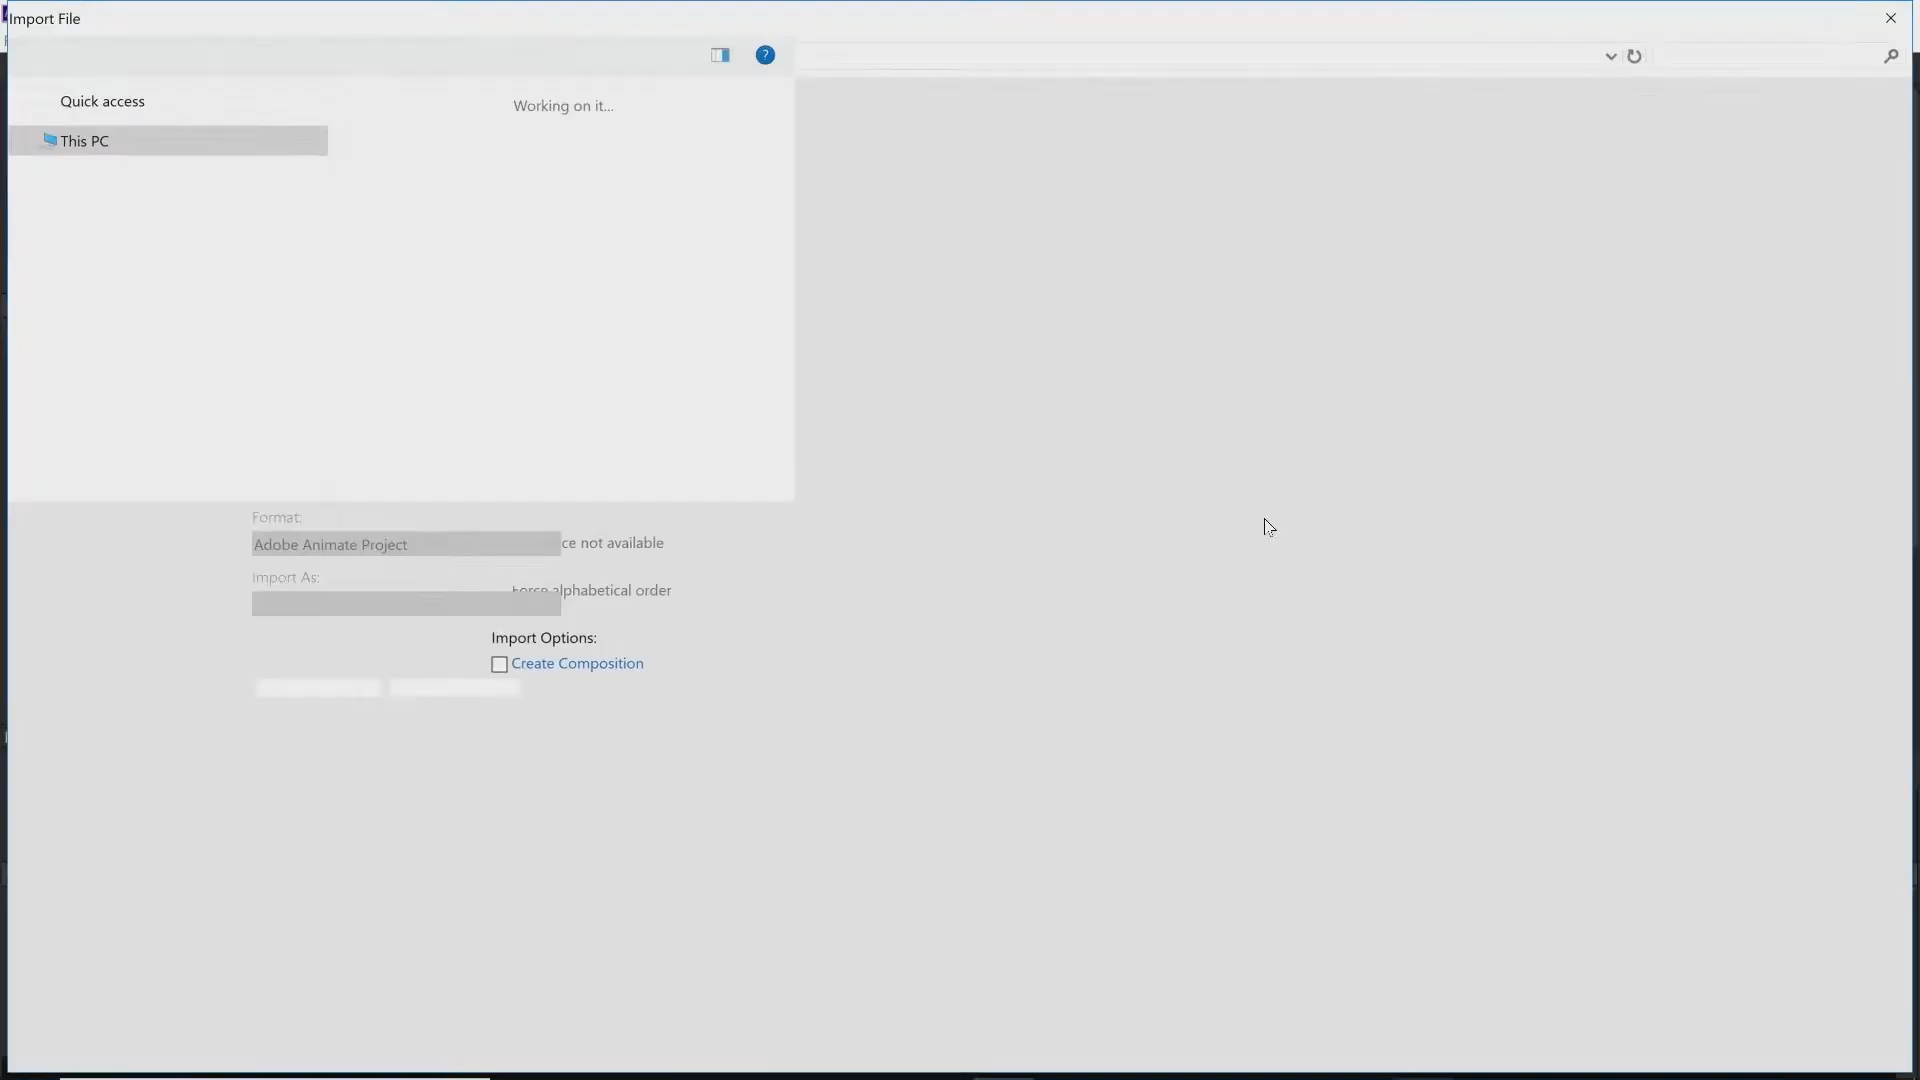 Import File
Quick access
Working on it...
This PC
Format:
Adobe Animate Project
ce not available
Import As:
Force alphabetical order
Import Options:
Create Composition